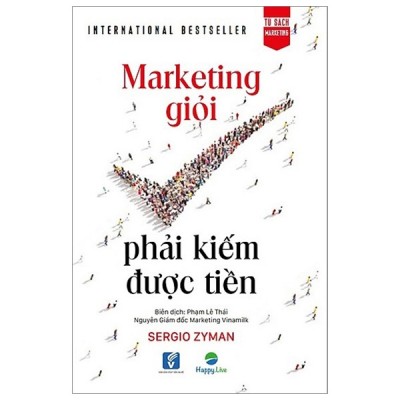 INTERNATIONAL BESTSELLER
TỦ SÁCH
MARKETING
Marketing
giỏi
phải kiếm
được tiền
Biên dịch: Phạm Lê Thái
Nguyên Giám đốc Marketing Vinamilk
SERGIO ZYMAN
Happy.Live